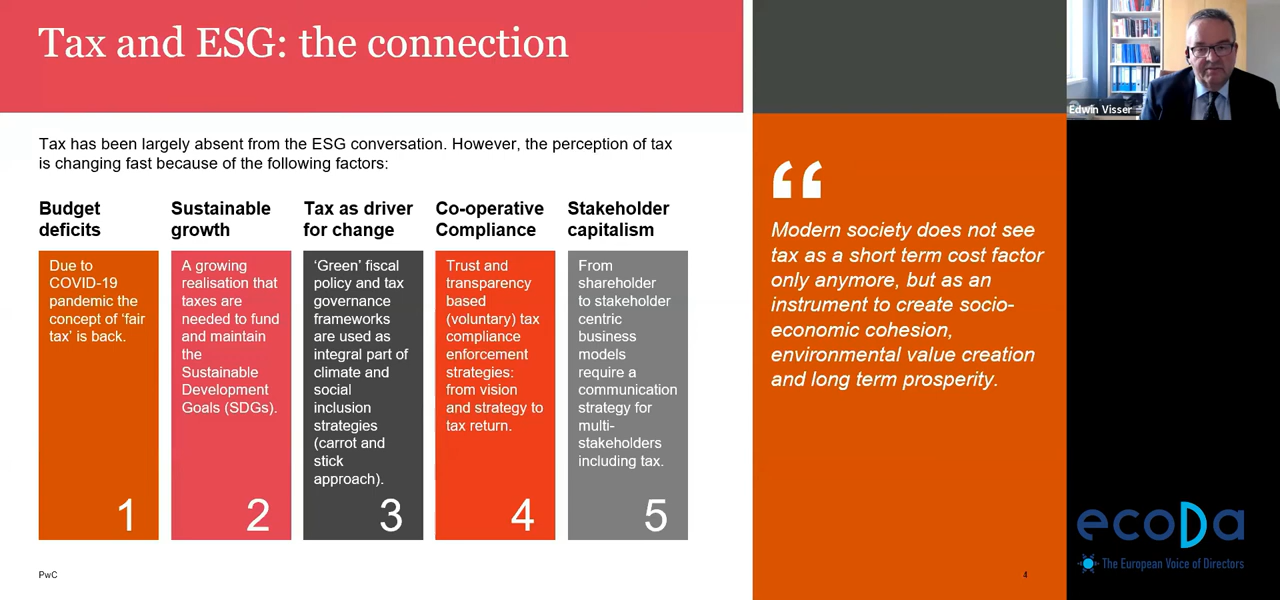 Tax and ESG: the connection
Tax has been largely absent from the ESG conversation. However, the perception of tax
is changing fast because of the following factors:
Budget
deficits
Due to
COVID-19
pandemic the
concept of ‘fair
tax’ is back.
1
Sustainable
growth
A growing
realisation that
taxes are
needed to fund
and maintain
the
Sustainable
Development
Goals (SDGs).
2
Tax as driver
for change
‘Green’ fiscal
policy and tax
governance
frameworks
are used as
integral part of
climate and
social
inclusion
strategies
(carrot and
stick
approach).
3
Co-operative
Compliance
Trust and
transparency
based
(voluntary) tax
compliance
enforcement
strategies:
from vision
and strategy to
tax return.
4
Stakeholder
capitalism
From
shareholder
to stakeholder
centric
business
models
require a
communication
strategy for
multi-
stakeholders
including tax.
5
“
Modern society does not see
tax as a short term cost factor
only anymore, but as an
instrument to create socio-
economic cohesion,
environmental value creation
and long term prosperity.
PwC
4
Edwin Visser
ecoDa
The European Voice of Directors